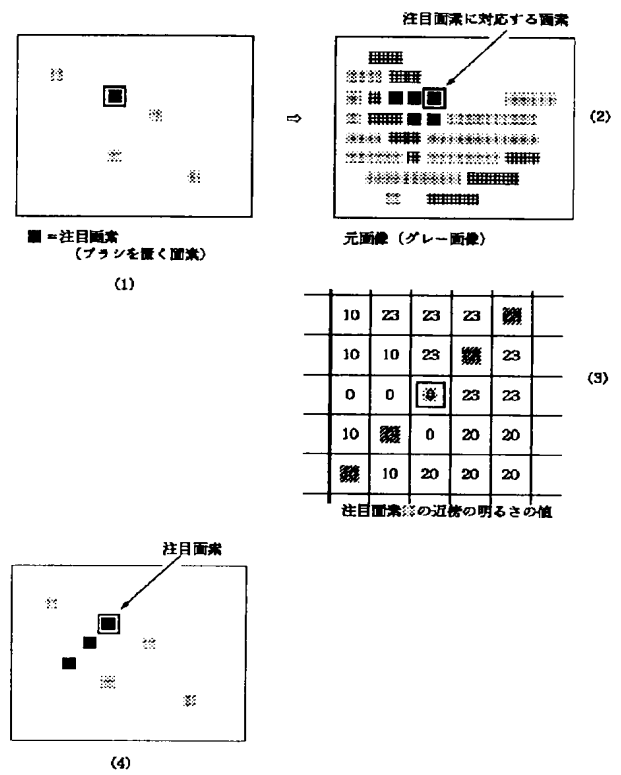 注目画素に対応する画素
⇨
(2)
■ =注目画素
(ブラシを置く画素)
(1)
元画像 (グレー画像)
10 23 23 23
10 10 23 23
0 0 0 23 23
10 0 20 20
10 20 20 20
(3)
注目画素の近傍の明るさの値
注目画素
(4)